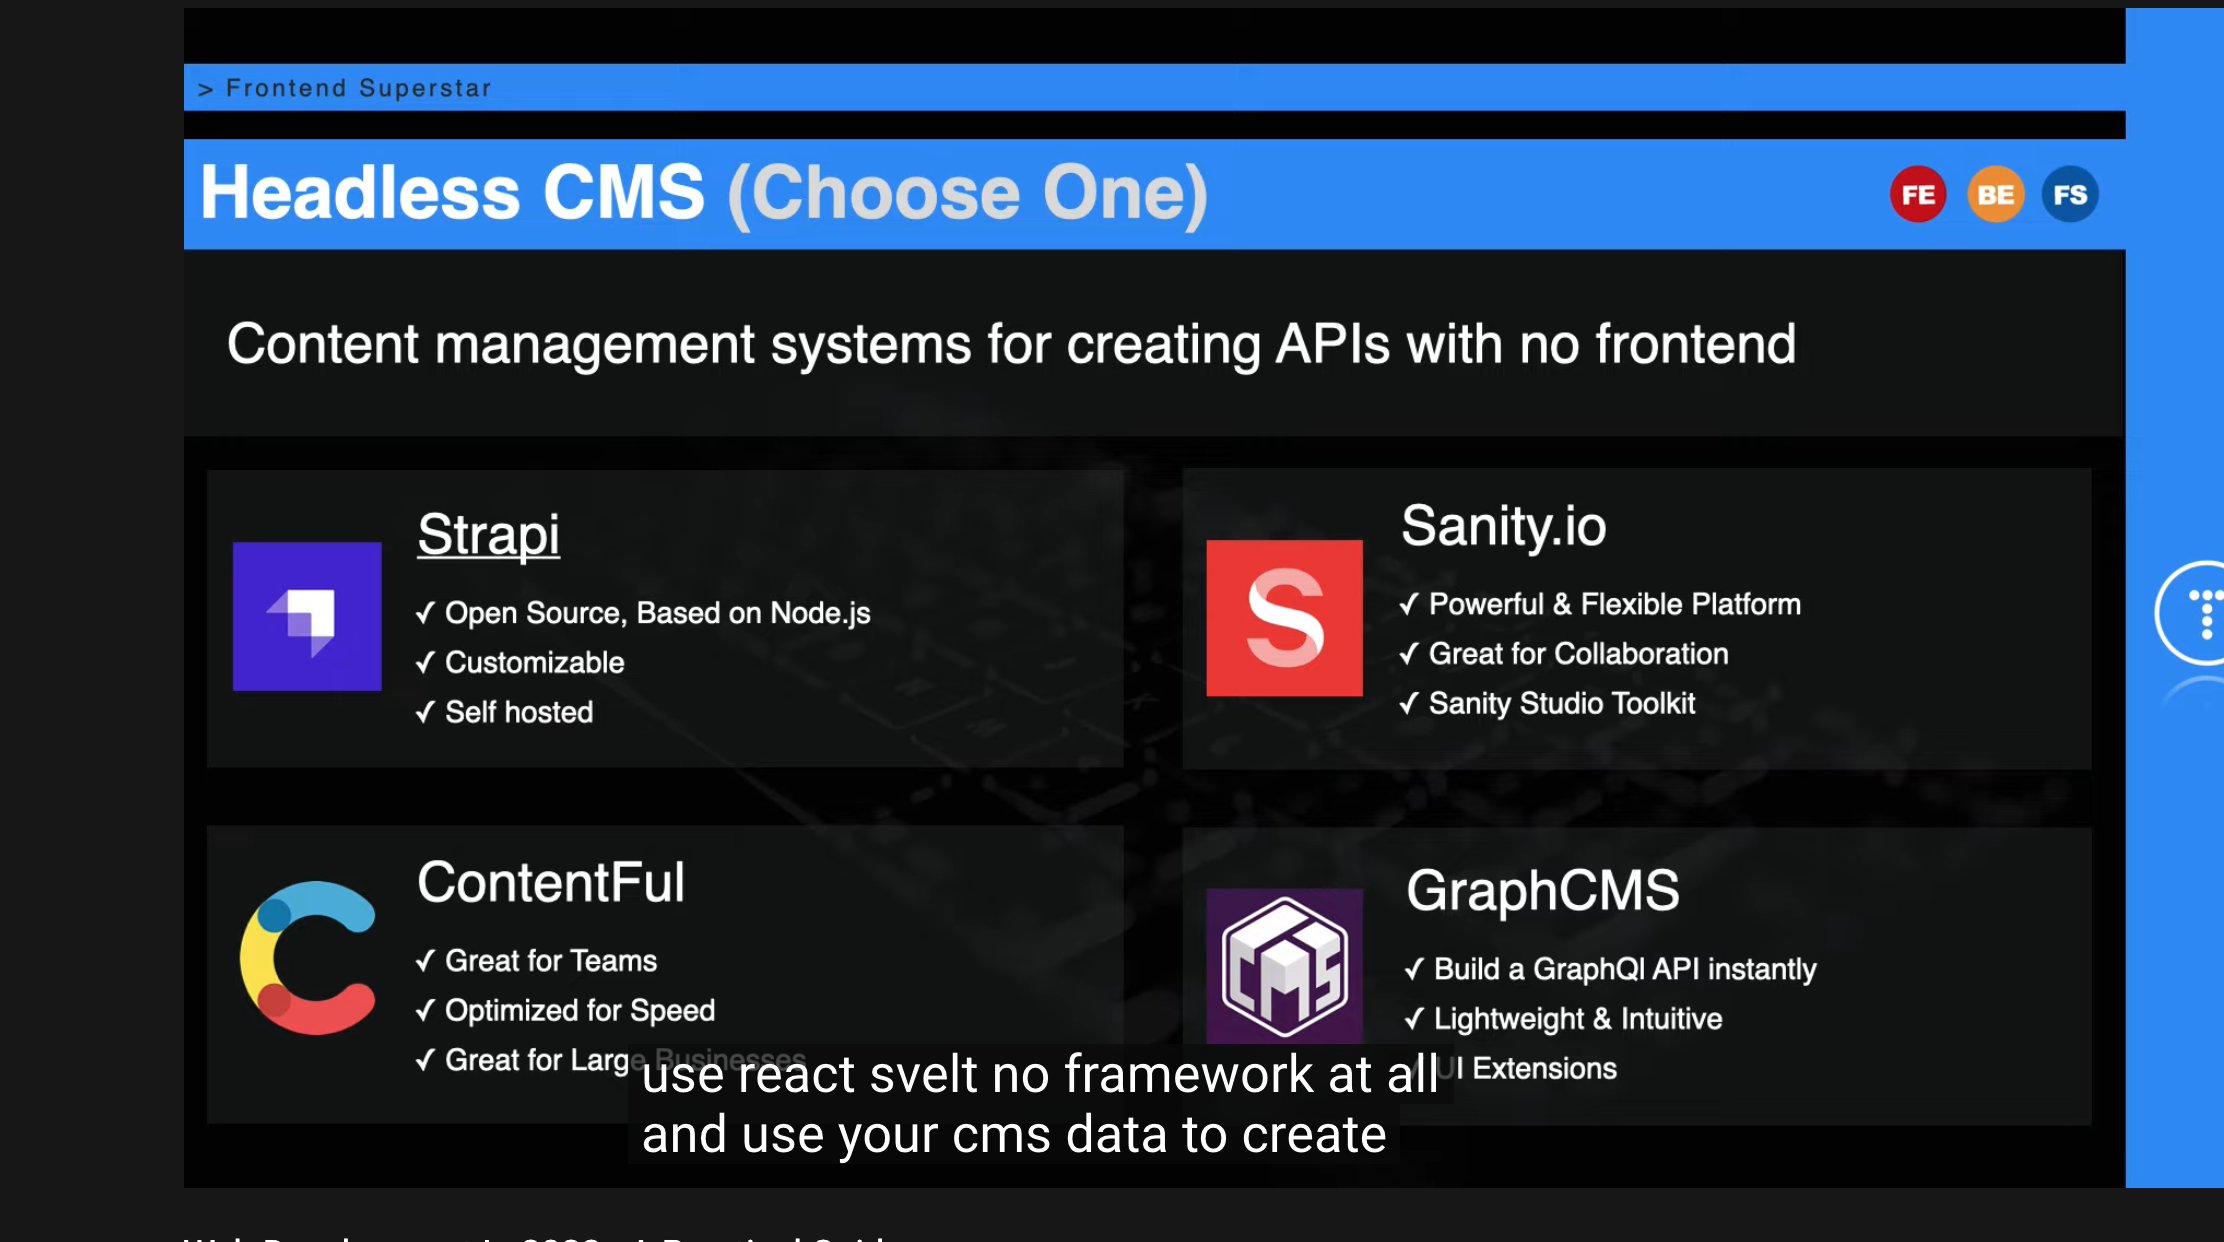 > Frontend Superstar
Headless CMS (Choose One)
FE BE FS
Content management systems for creating APIs with no frontend
Strapi
✓ Open Source, Based on Node.js
✓ Customizable
✓ Self hosted
Sanity.io
✓ Powerful & Flexible Platform
✓ Great for Collaboration
✓ Sanity Studio Toolkit
ContentFul
✓ Great for Teams
✓ Optimized for Speed
✓ Great for Large Businesses
GraphCMS
CMS
✓ Build a GraphQl API instantly
✓ Lightweight & Intuitive
✓ UI Extensions
use react svelt no framework at all
and use your cms data to create